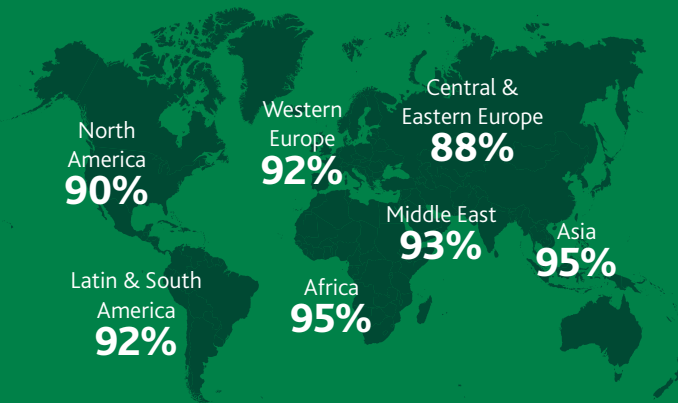 North
America
90%
Western
Europe
92%
Central &
Eastern Europe
88%
Middle East
93%
Asia
95%
Latin & South
America
92%
Africa
95%